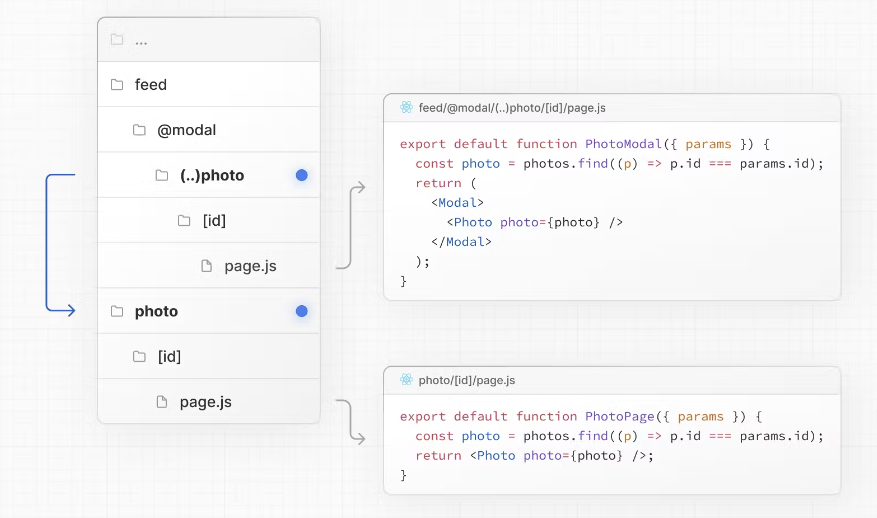 ...
feed
@modal
(..)photo
[id]
page.js
photo
[id]
page.js
feed/@modal/(..)photo/[id]/page.js
export default function PhotoModal({ params }) {
  const photo = photos.find((p) => p.id === params.id);
  return (
    <Modal>
      <Photo photo={photo} />
    </Modal>
  );
}
photo/[id]/page.js
export default function PhotoPage({ params }) {
  const photo = photos.find((p) => p.id === params.id);
  return <Photo photo={photo} />;
}